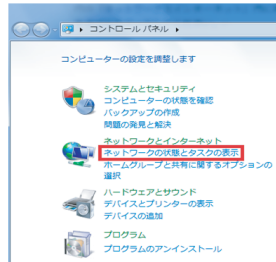 コントロール パネル
コンピューターの設定を調整します
システムとセキュリティ
コンピューターの状態を確認
バックアップの作成
問題の発見と解決
ネットワークとインターネット
ネットワークの状態とタスクの表示
ホームグループと共有に関するオプションの
選択
ハードウェアとサウンド
デバイスとプリンターの表示
デバイスの追加
プログラム
プログラムのアンインストール